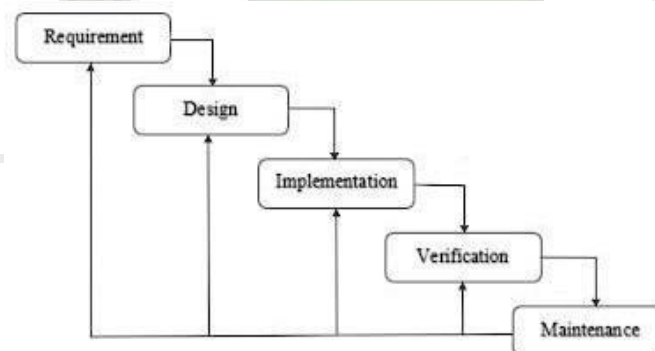 Requirement
Design
Implementation
Verification
Maintenance